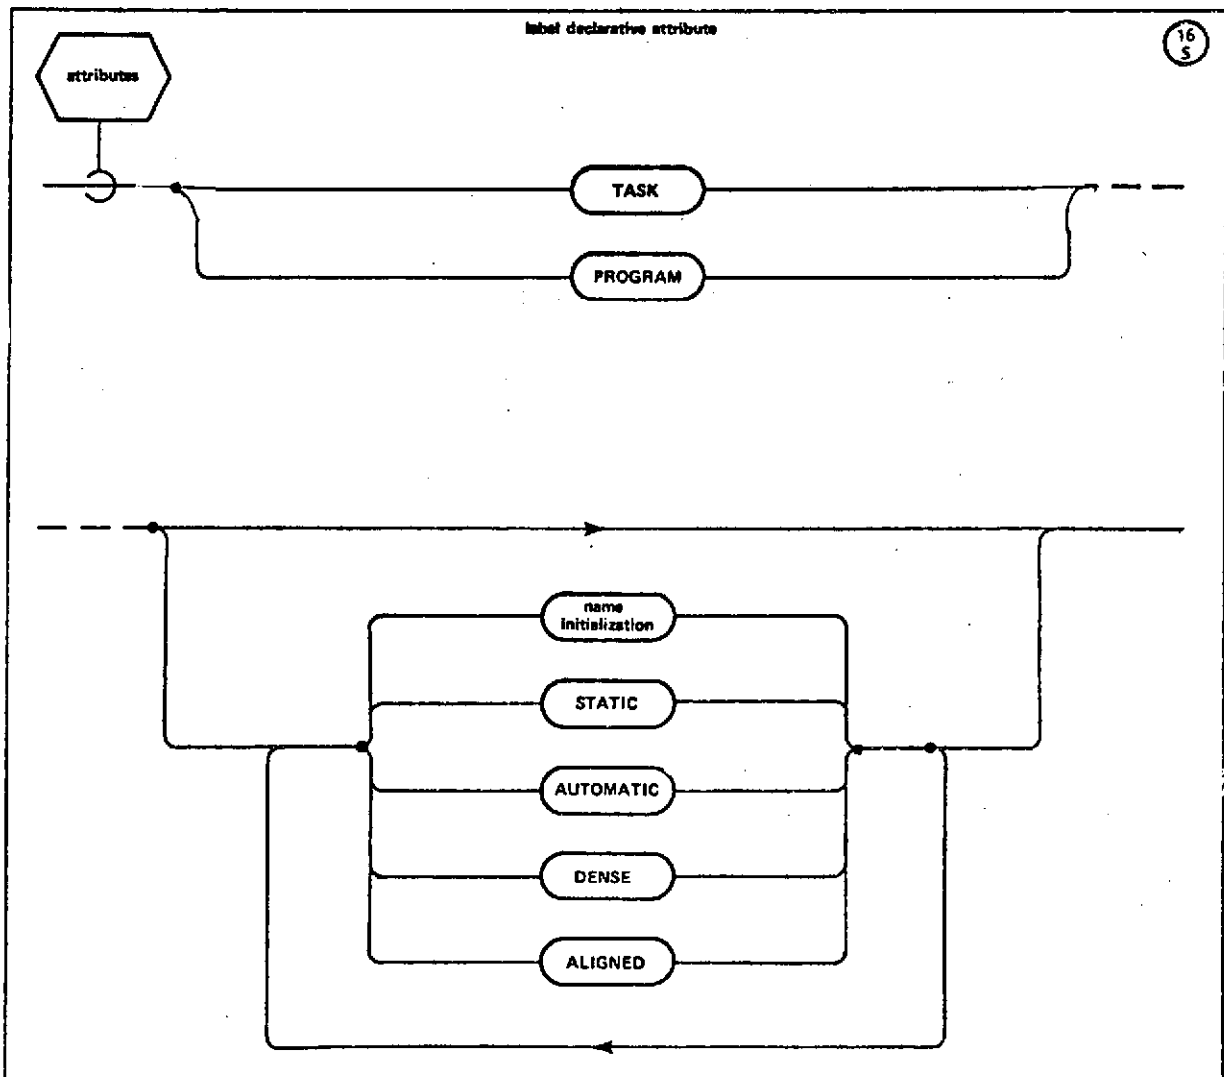 label declarative attribute
16
S
attributes
TASK
PROGRAM
name
initialization
STATIC
AUTOMATIC
DENSE
ALIGNED